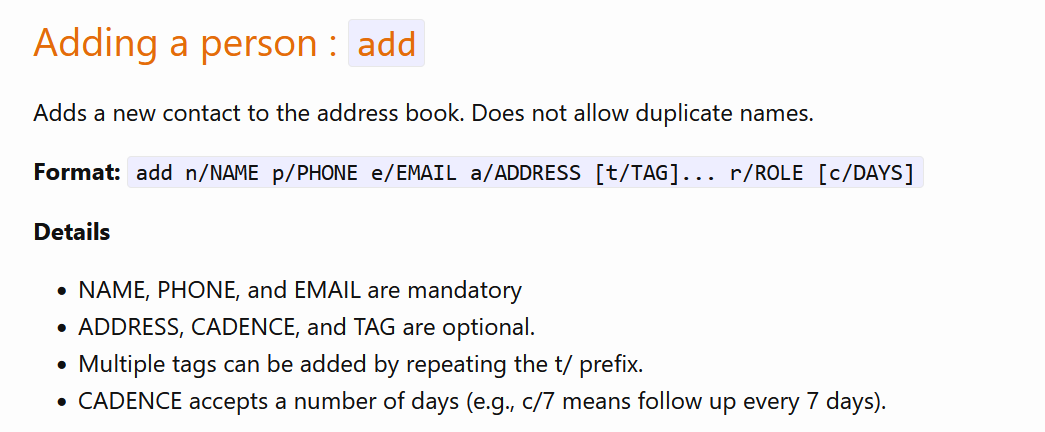 Adding a person : add
Adds a new contact to the address book. Does not allow duplicate names.
Format: add n/NAME p/PHONE e/EMAIL a/ADDRESS [t/TAG]... r/ROLE [c/DAYS]
Details
• NAME, PHONE, and EMAIL are mandatory
• ADDRESS, CADENCE, and TAG are optional.
• Multiple tags can be added by repeating the t/ prefix.
• CADENCE accepts a number of days (e.g., c/7 means follow up every 7 days).